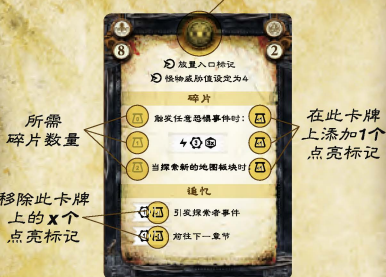 8
2
放置入口标记
怪物威胁值设定为4
碎片
触发任意恐惧事件时:
当探索新的地图板块时:
追忆
引发探索者事件
前往下一章节
所需
碎片数量
在此卡牌
上添加1个
点亮标记
移除此卡牌
上的X个
点亮标记